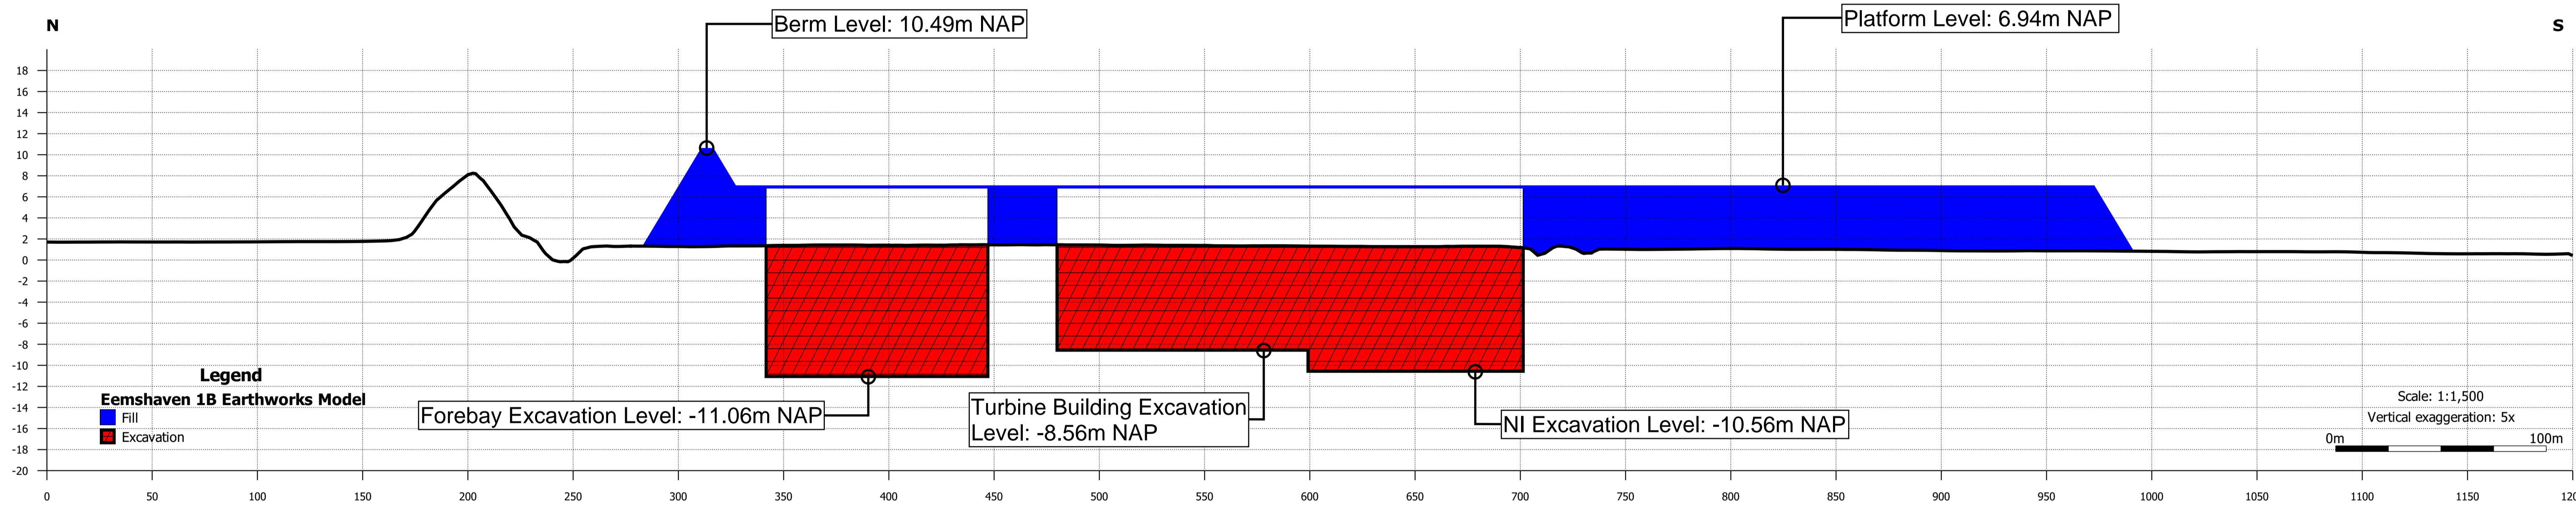 N
Berm Level: 10.49m NAP
Platform Level: 6.94m NAP
S
18
16
14
12
10
8
6
4
2
0
-2
-4
-6
-8
-10
-12
-14
-16
-18
-20
Legend
Eemshaven 1B Earthworks Model
Fill
Excavation
Forebay Excavation Level: -11.06m NAP
Turbine Building Excavation
Level: -8.56m NAP
NI Excavation Level: -10.56m NAP
Scale: 1:1,500
Vertical exaggeration: 5x
0m 100m
0 50 100 150 200 250 300 350 400 450 500 550 600 650 700 750 800 850 900 950 1000 1050 1100 1150 120